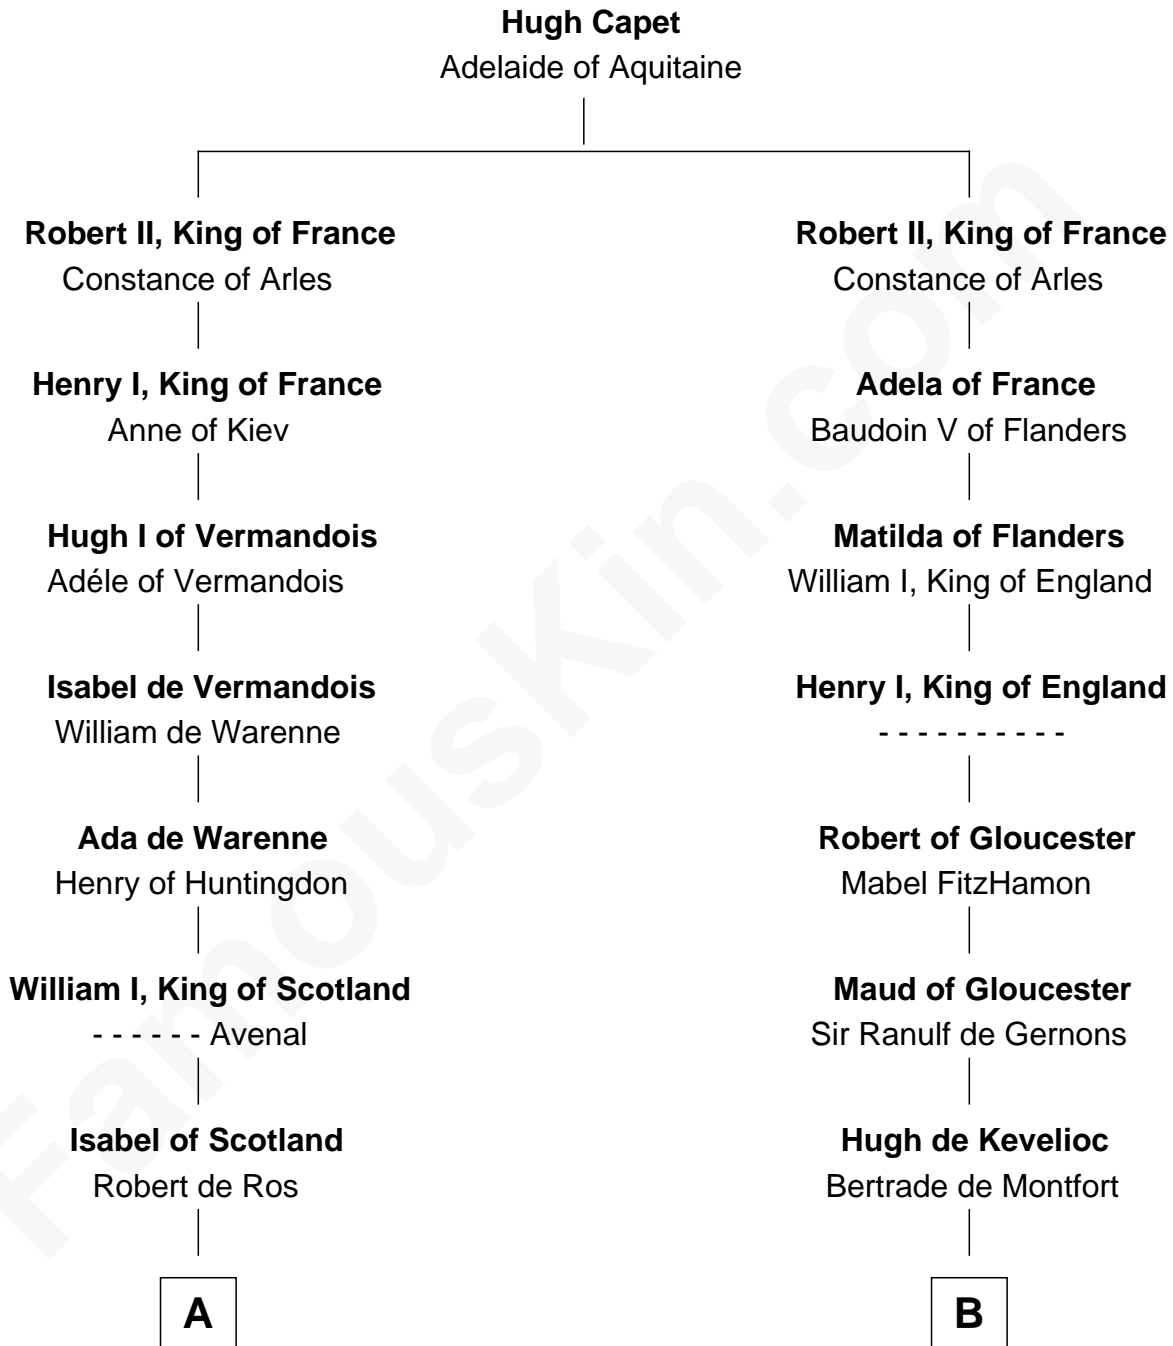 Hugh Capet
Adelaide of Aquitaine
Robert II, King of France
Constance of Arles
Henry I, King of France
Anne of Kiev
Hugh I of Vermandois
Adéle of Vermandois
Isabel de Vermandois
William de Warenne
Ada de Warenne
Henry of Huntingdon
William I, King of Scotland
- - - - - - Avenal
Isabel of Scotland
Robert de Ros
A
Robert II, King of France
Constance of Arles
Adela of France
Baudoin V of Flanders
Matilda of Flanders
William I, King of England
Henry I, King of England
- - - - - - - - - -
Robert of Gloucester
Mabel FitzHamon
Maud of Gloucester
Sir Ranulf de Gernons
Hugh de Kevelioc
Bertrade de Montfort
B
FamousKin.com